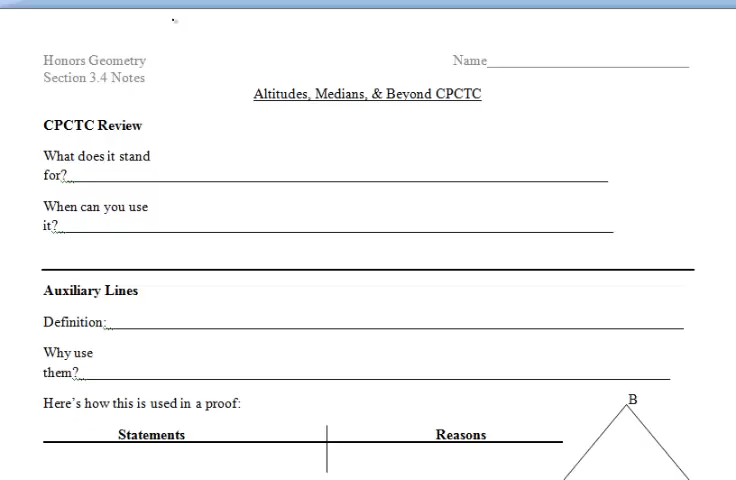 Honors Geometry Name
Section 3.4 Notes
Altitudes, Medians, & Beyond CPCTC
CPCTC Review
What does it stand
for?
When can you use
it?
Auxiliary Lines
Definition:
Why use
them?
Here's how this is used in a proof:
B
Statements Reasons